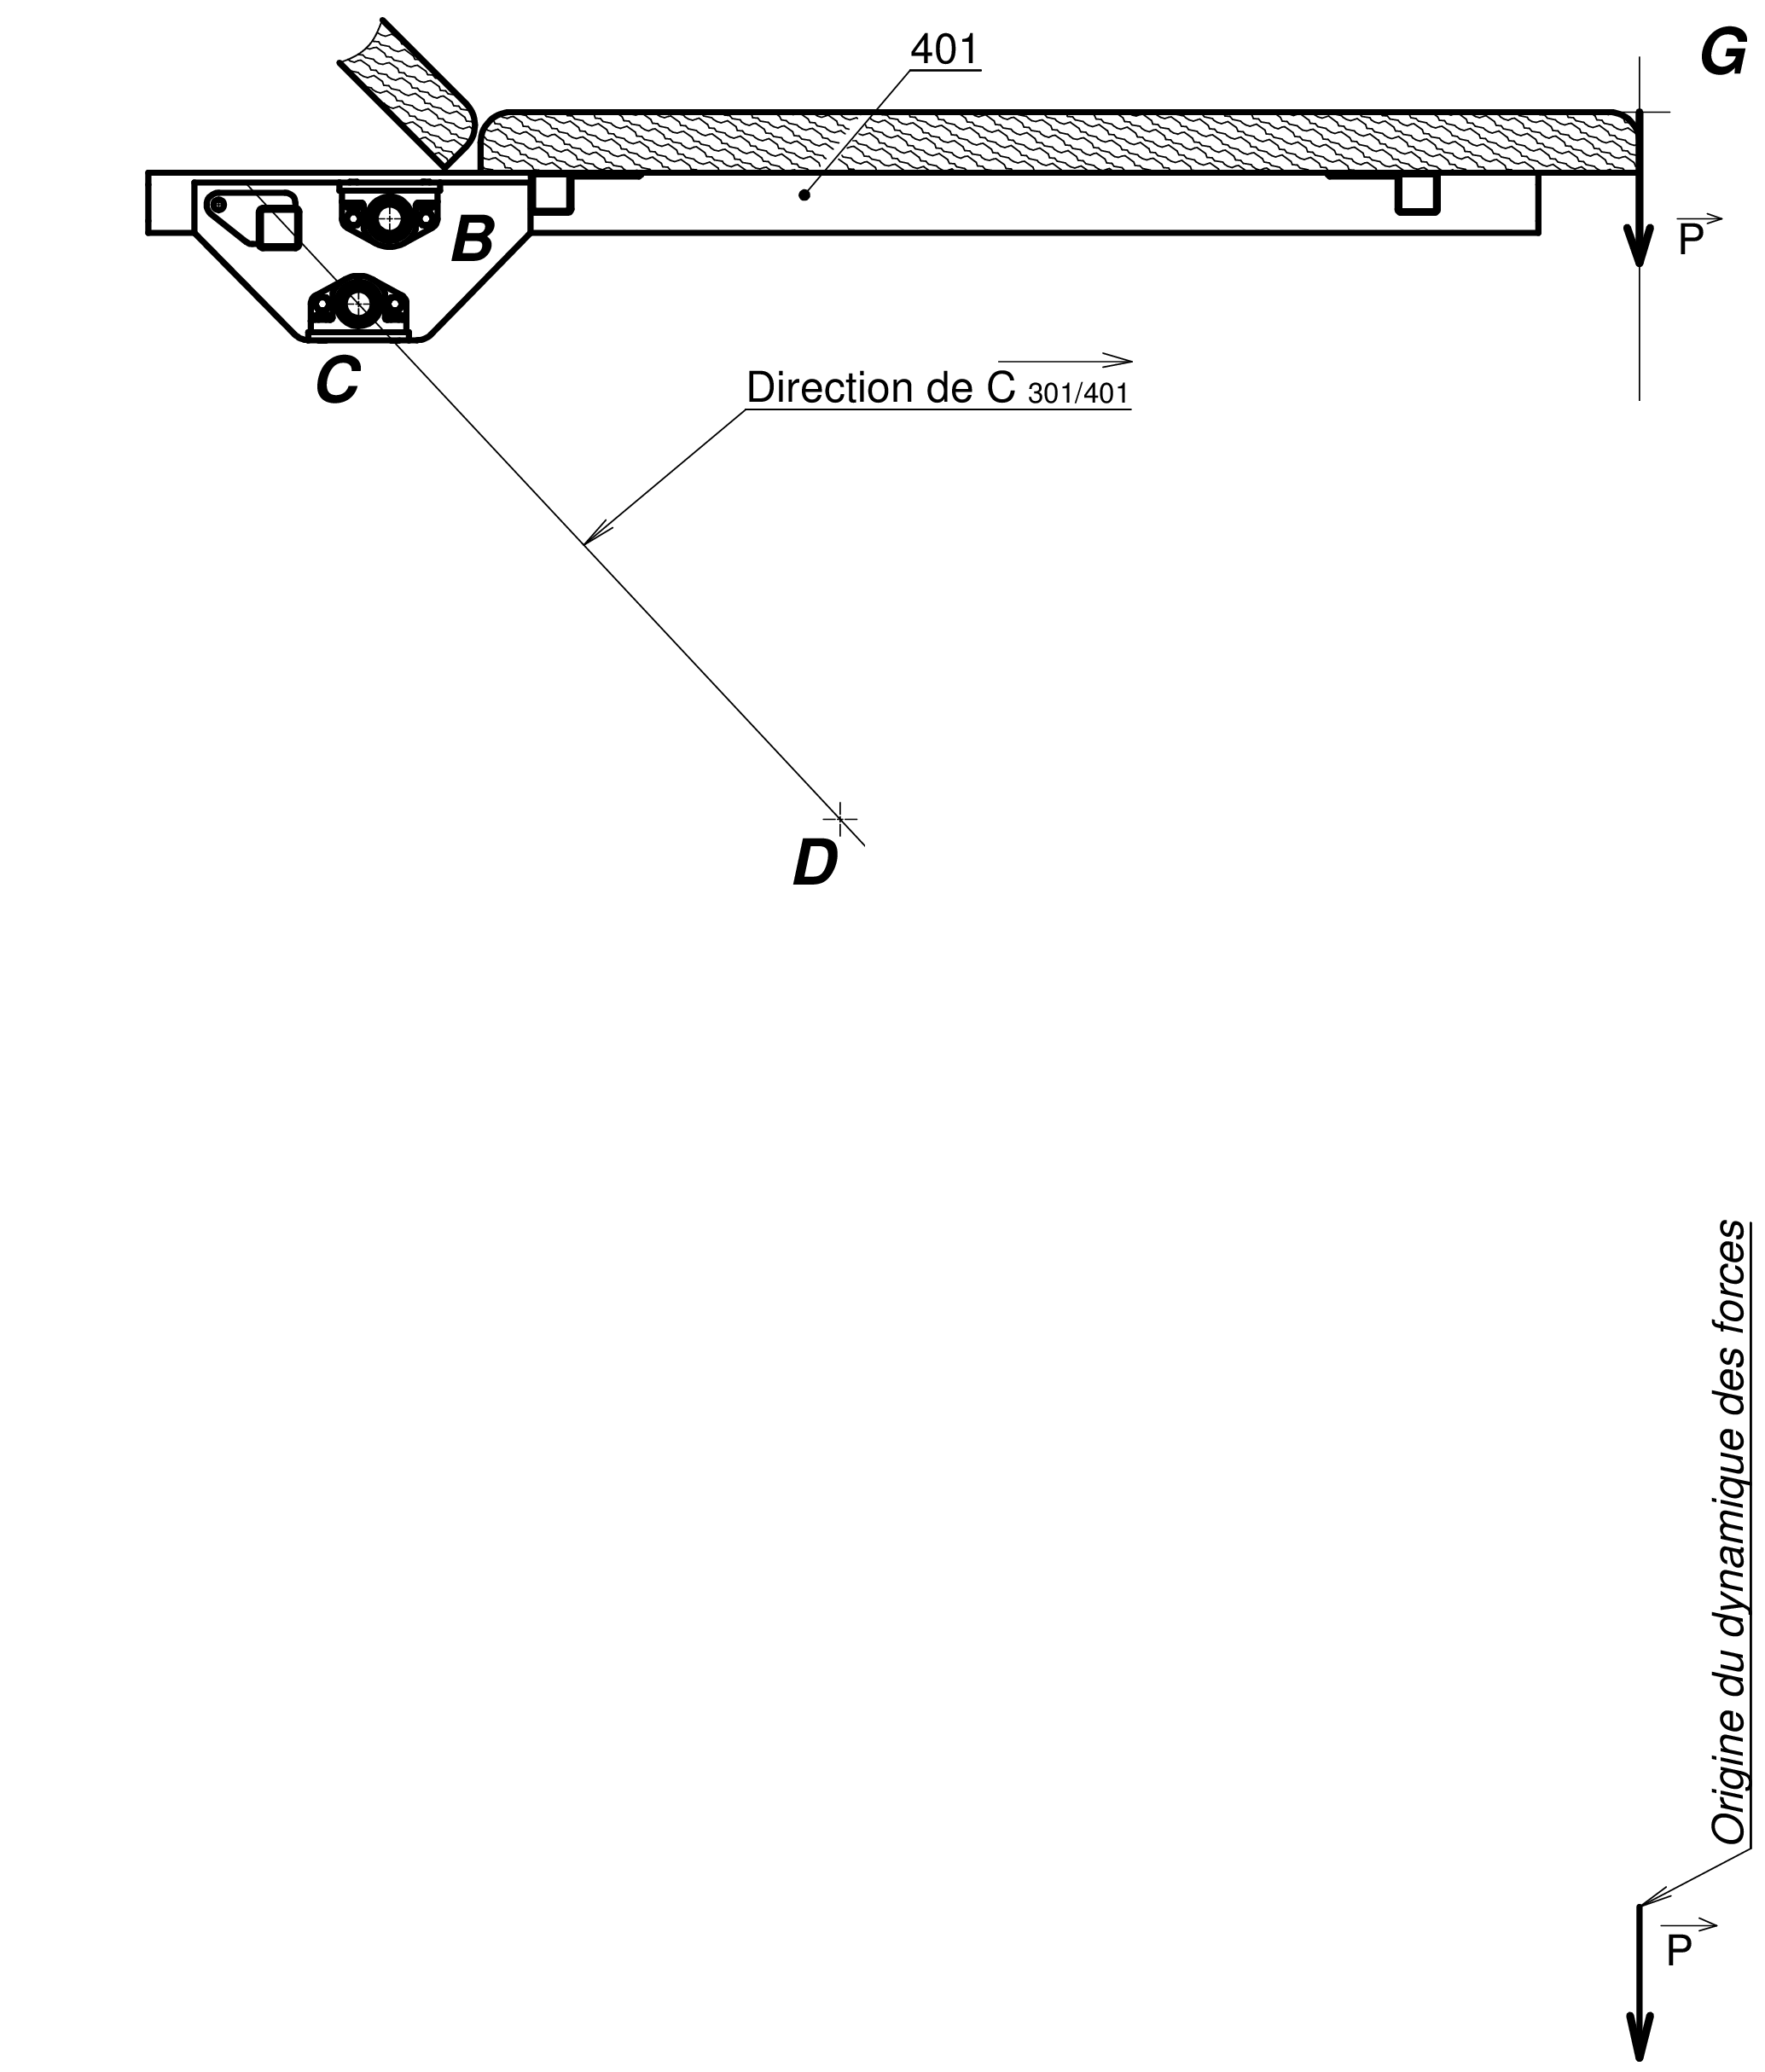 401
G
B
P
C
Direction de C 301/401
D
Origine du dynamique des forces
P